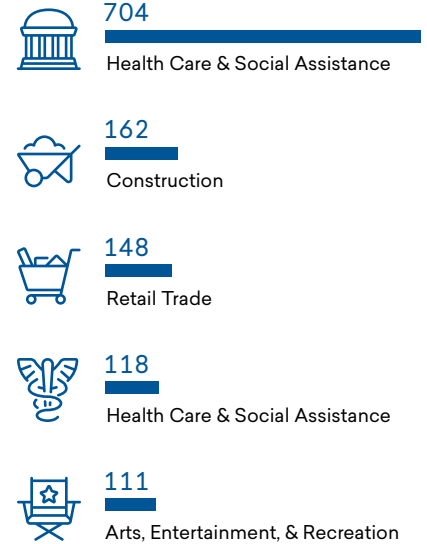 704
Health Care & Social Assistance
162
Construction
148
Retail Trade
118
Health Care & Social Assistance
111
Arts, Entertainment, & Recreation